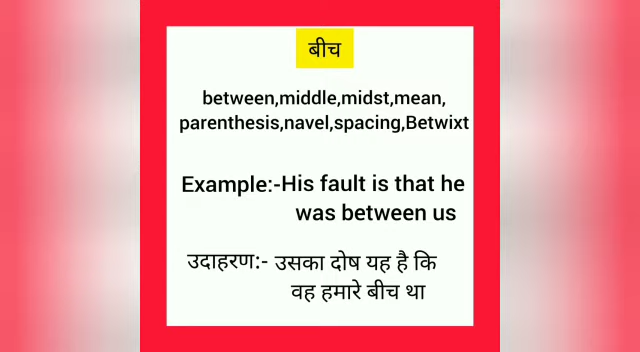 बीच
between,middle,midst,mean,
parenthesis,navel,spacing,Betwixt
Example:-His fault is that he
was between us
उदाहरण:- उसका दोष यह है कि
वह हमारे बीच था